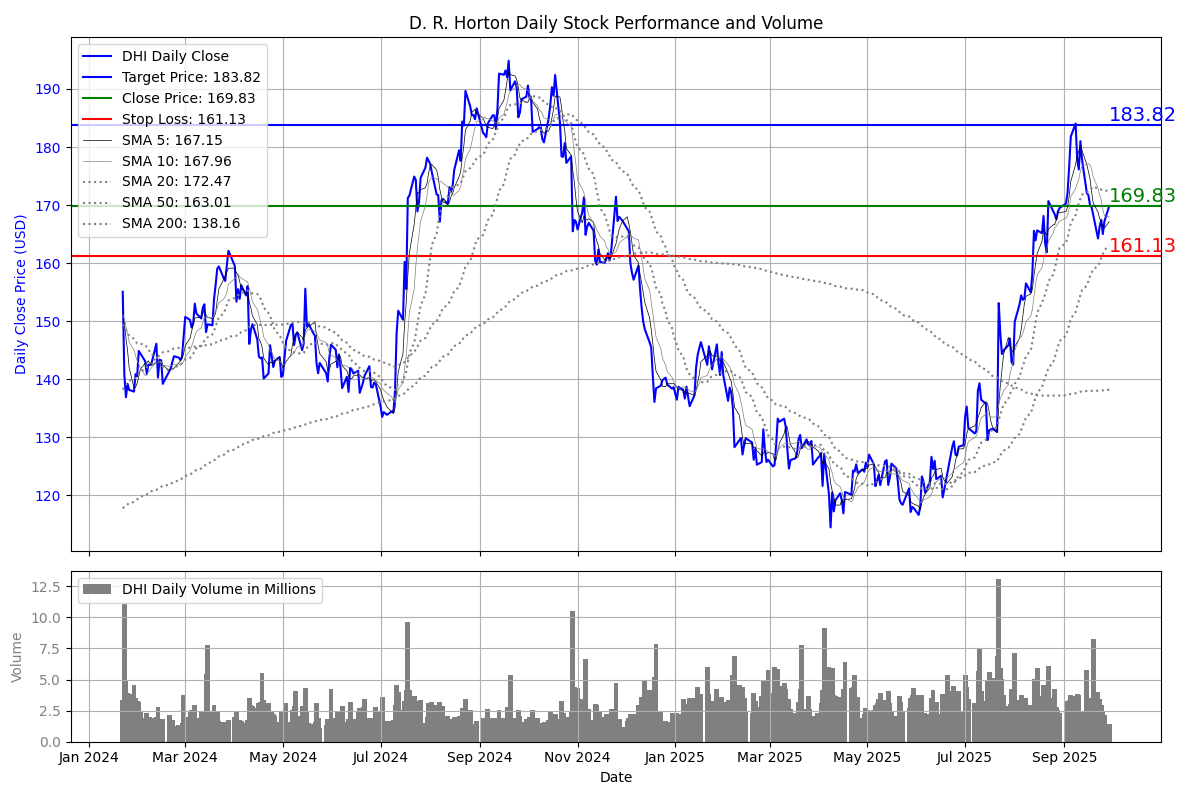 D. R. Horton Daily Stock Performance and Volume
DHI Daily Close
Target Price: 183.82
Close Price: 169.83
Stop Loss: 161.13
SMA 5: 167.15
SMA 10: 167.96
SMA 20: 172.47
SMA 50: 163.01
SMA 200: 138.16
183.82
169.83
161.13
Daily Close Price (USD)
190
180
170
160
150
140
130
120
DHI Daily Volume in Millions
Volume
12.5
10.0
7.5
5.0
2.5
0.0
Jan 2024
Mar 2024
May 2024
Jul 2024
Sep 2024
Nov 2024
Jan 2025
Mar 2025
May 2025
Jul 2025
Sep 2025
Date